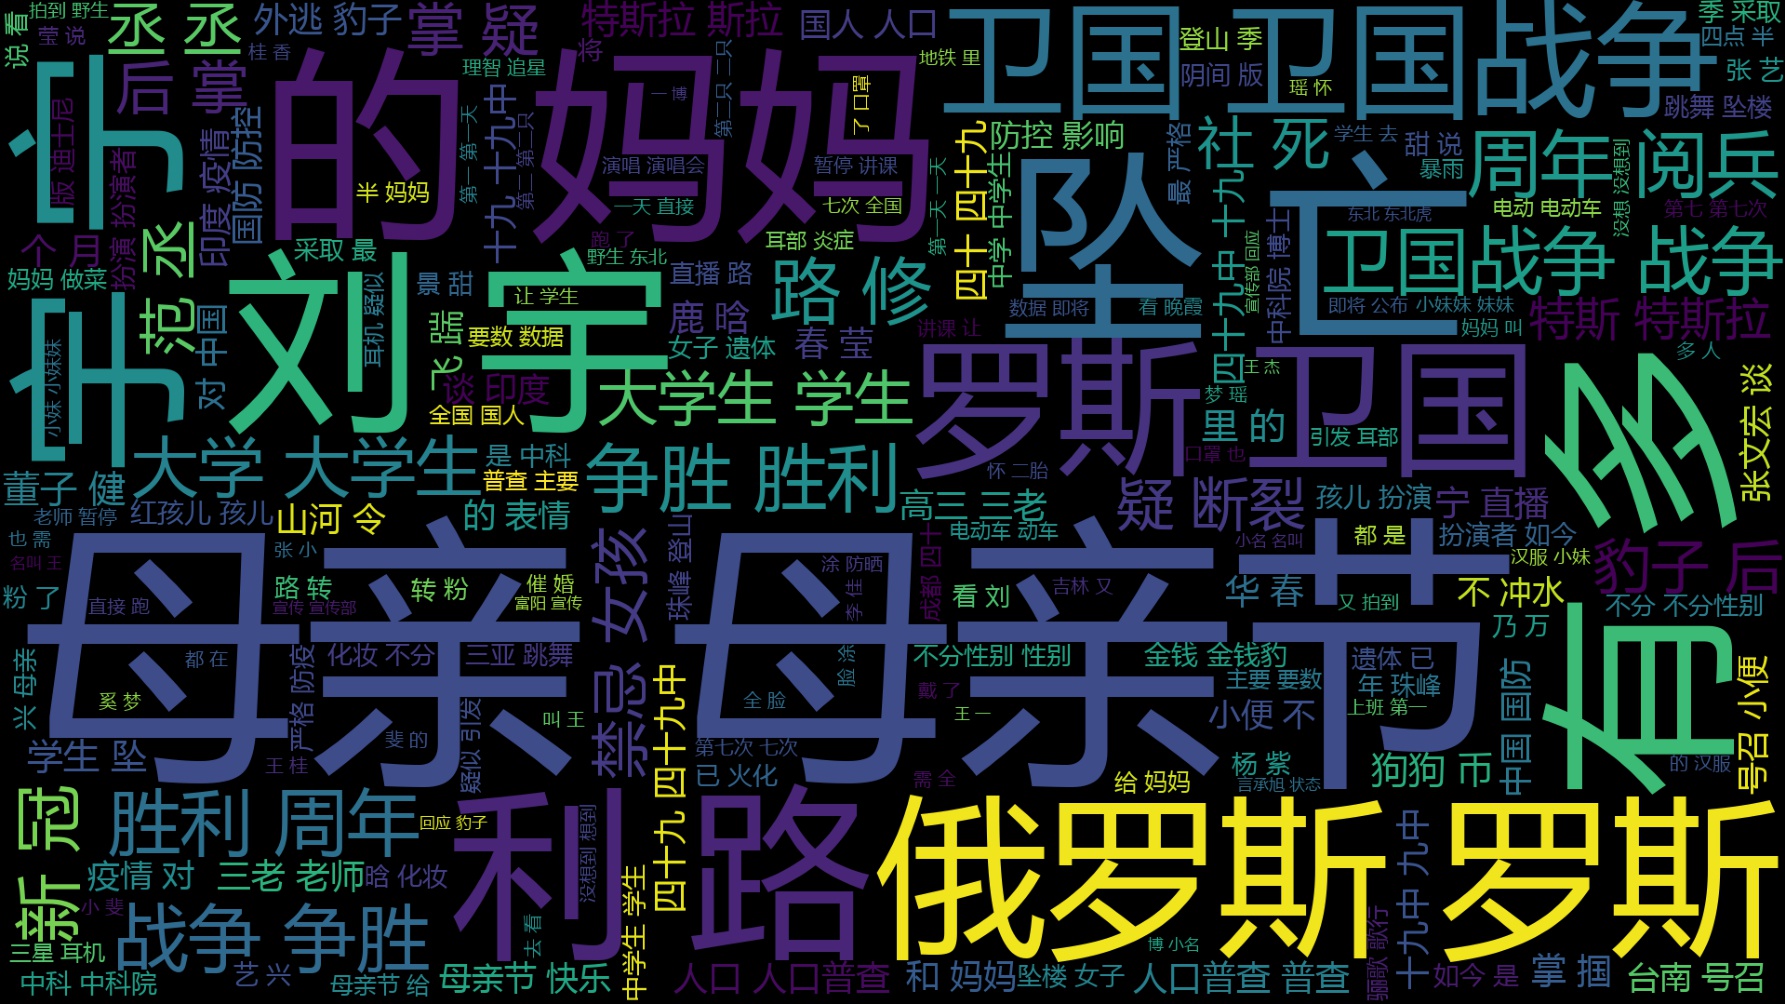 拍到 野生
莹 说
说 看
丞 丞
外逃 豹子
桂 香
掌 疑
特斯拉 斯拉
将
国人 人口
卫国 卫国战争
季 采取
四点 半
张 艺
登山 季
阴间 版
瑶 怀
跳舞 坠楼
地铁 里
后 掌
理智 追星
宁 宁
的 妈妈
一 博
了 口罩
第二只 二只
第二 第二只
第一 第一天
十九 十九中
版 迪士尼
扮演 扮演者
印度 疫情
国防 防控
半 妈妈
演唱 演唱会
暂停 讲课
一天 直接
七次 全国
跑 了
耳部 炎症
第一天 一天
四十 四十九
防控 影响
中学 中学生
最 严格
社 死
学生 去
甜 说
暴雨
周年 阅兵
没想 没想到
电动 电动车
第七 第七次
坠 亡
东北 东北虎
卫国战争 战争
个 月
丞 范
采取 最
妈妈 做菜
野生 东北
直播 路
刘 宇
景 甜
让 学生
路 修
耳机 疑似
对 中国
飞 踹
要数 数据
鹿 晗
女子 遗体
春 莹
谈 印度
大学生 学生
全国 国人
数据 即将
看 晚霞
讲课 让
四十九中 十九
宣传部 回应
中科院 博士
即将 公布
小妹妹 妹妹
妈妈 叫
特斯 特斯拉
多 人
王 杰
梦 瑶
罗斯 卫国
里 的
引发 耳部
口罩 也
怀 二胎
张文宏 谈
有 多
小妹 小妹妹
大学 大学生
是 中科
普查 主要
争胜 胜利
董子 健
老师 暂停
红孩儿 孩儿
山河 令
的 表情
高三 三老
电动车 动车
疑 断裂
孩儿 扮演
宁 直播
小名 名叫
都 是
扮演者 如今
汉服 小妹
豹子 后
也 需
名叫 王
粉 了
张 小
母亲 母亲节
直接 跑
路 转
宣传 宣传部
转 粉
催 婚
富阳 宣传
禁忌 女孩
珠峰 登山
涂 防晒
李 佳
成都 四十
看 刘
吉林 又
华 春
又 拍到
不 冲水
不分 不分性别
乃 万
兴 母亲
都 在
奚 梦
严格 防疫
化妆 不分
三亚 跳舞
叫 王
疑似 引发
斐 的
全 脸
脸 涂
四十九 四十九中
不分性别 性别
戴 了
王 一
金钱 金钱豹
主要 要数
小便 不
遗体 已
年 珠峰
上班 第一
中国 国防
号召 小便
学生 坠
王 桂
第七次 七次
已 火化
需 全
给 妈妈
杨 紫
言承旭 状态
狗狗 币
的 汉服
新 冠
胜利 周年
回应 豹子
没想到 想到
利 路
俄罗斯 罗斯
疫情 对
三老 老师
晗 化妆
小 斐
战争 争胜
中学生 学生
去 看
博 小名
骊歌 歌行
十九中 九中
三星 耳机
中科 中科院
艺 兴
母亲节 给
母亲节 快乐
人口 人口普查
和 妈妈
坠楼 女子
人口普查 普查
如今 是
掌 掴
台南 号召